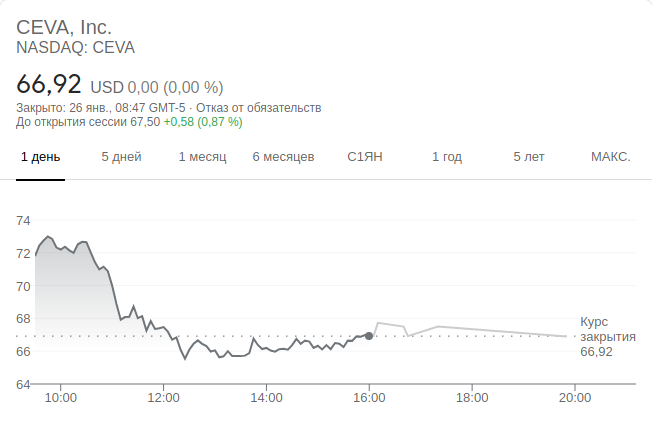 CEVA, Inc.
NASDAQ: CEVA
66,92 USD 0,00 (0,00 %)
Закрыто: 26 янв., 08:47 GMT-5 · Отказ от обязательств
До открытия сессии 67,50 +0,58 (0,87 %)
1 день 5 дней 1 месяц 6 месяцев С1ЯН 1 год 5 лет МАКС.
74
72
70
68
66
64
Курс
закрытия
66,92
10:00 12:00 14:00 16:00 18:00 20:00